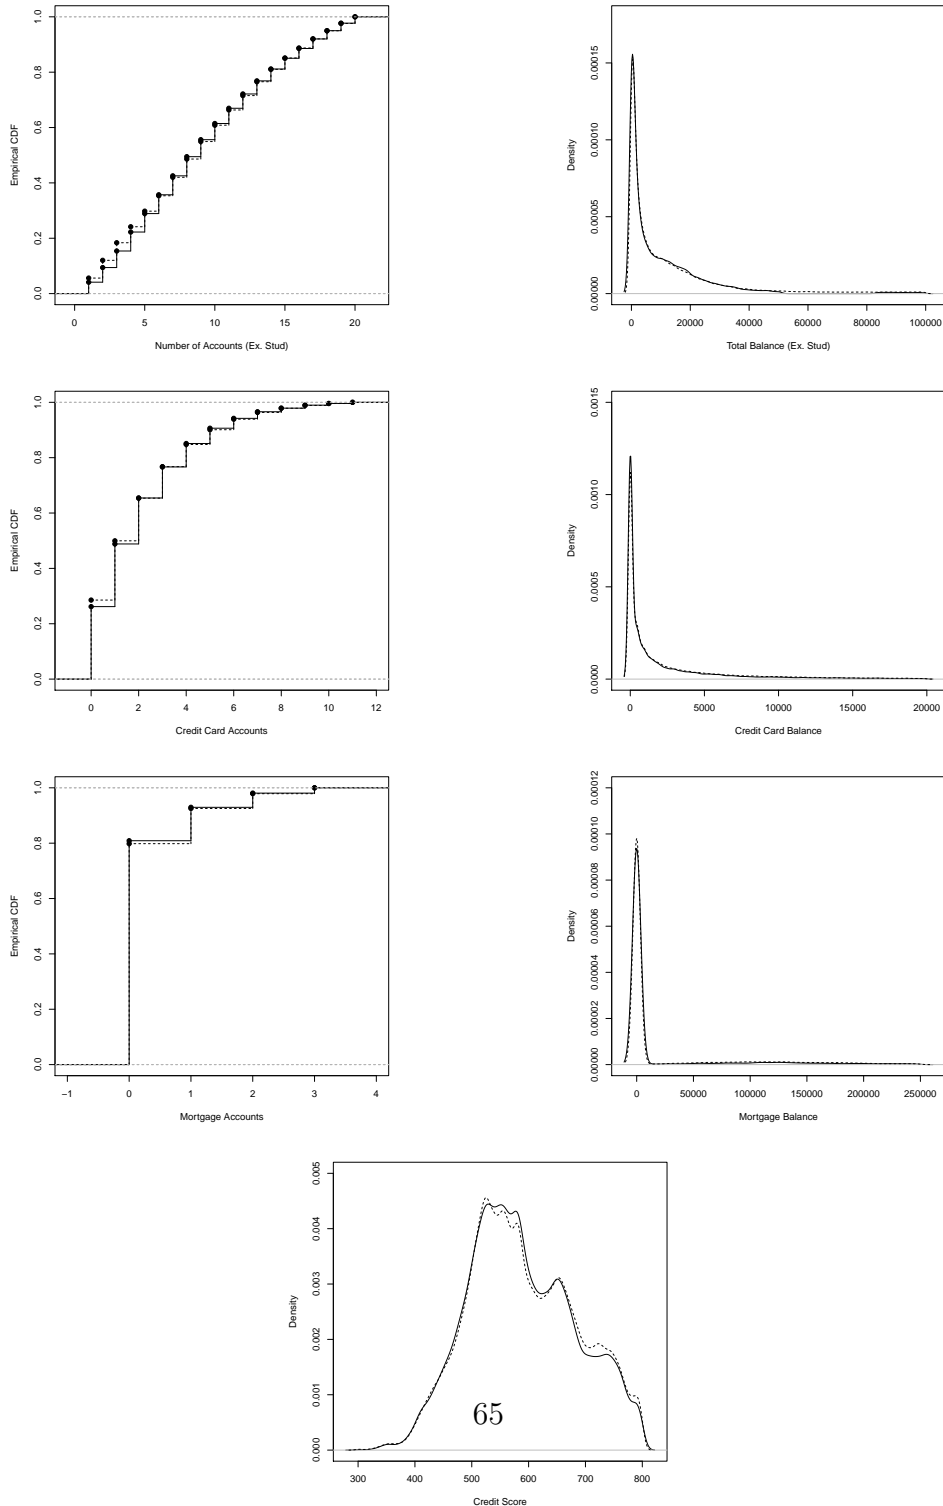 Empirical CDF
0.0 0.2 0.4 0.6 0.8 1.0
0 5 10 15 20
Number of Accounts (Ex. Stud)
Density
0.00000 0.00005 0.00010 0.00015
0 20000 40000 60000 80000 100000
Total Balance (Ex. Stud)
Empirical CDF
0.0 0.2 0.4 0.6 0.8 1.0
0 2 4 6 8 10 12
Credit Card Accounts
Density
0.0000 0.0005 0.0010 0.0015
0 5000 10000 15000 20000
Credit Card Balance
Empirical CDF
0.0 0.2 0.4 0.6 0.8 1.0
−1 0 1 2 3 4
Mortgage Accounts
Density
0.00000 0.00002 0.00004 0.00006 0.00008 0.00010 0.00012
0 50000 100000 150000 200000 250000
Mortgage Balance
Density
0.000 0.001 0.002 0.003 0.004 0.005
300 400 500 600 700 800
Credit Score
65